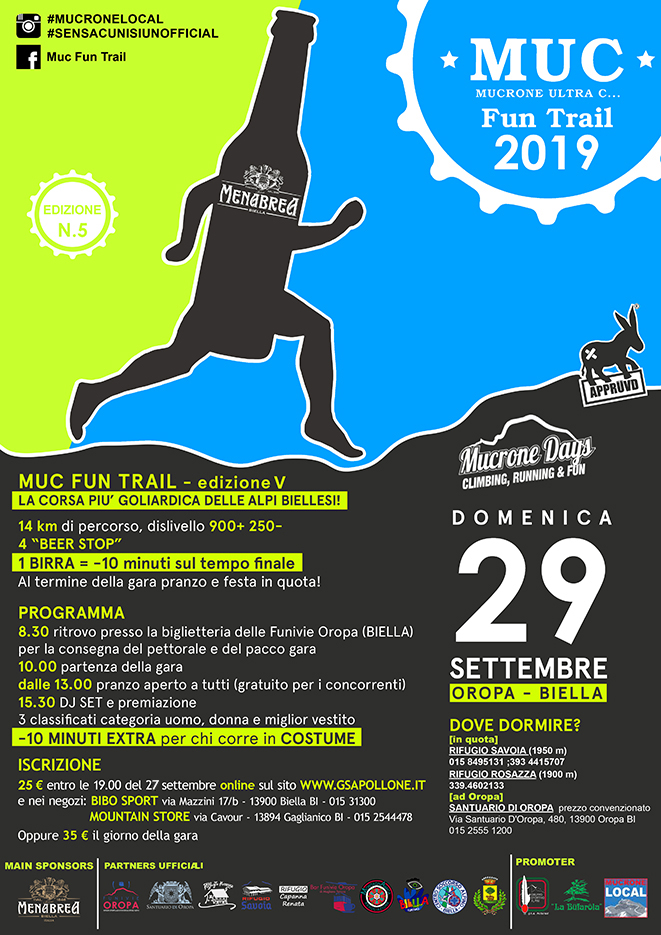 #MUCRONELOCAL
#SENSACUNISIUNOFFICIAL
Muc Fun Trail
MUC
MUCRONE ULTRA C...
Fun Trail
2019
EDIZIONE
N.5
MENABREA
BIELLA
APPRUVD
Mucrone Days
CLIMBING, RUNNING & FUN
MUC FUN TRAIL - edizione V
LA CORSA PIU' GOLIARDICA DELLE ALPI BIELLESI!
14 km di percorso, dislivello 900+ 250-
4 “BEER STOP”
1 BIRRA = -10 minuti sul tempo finale
Al termine della gara pranzo e festa in quota!
PROGRAMMA
8.30 ritrovo presso la biglietteria delle Funivie Oropa (BIELLA)
per la consegna del pettorale e del pacco gara
10.00 partenza della gara
dalle 13.00 pranzo aperto a tutti (gratuito per i concorrenti)
15.30 DJ SET e premiazione
3 classificati categoria uomo, donna e miglior vestito
-10 MINUTI EXTRA per chi corre in COSTUME
ISCRIZIONE
25 € entro le 19.00 del 27 settembre online sul sito WWW.GSAPOLLONE.IT
e nei negozi: BIBO SPORT via Mazzini 17/b - 13900 Biella BI - 015 31300
MOUNTAIN STORE via Cavour - 13894 Gaglianico BI - 015 2544478
Oppure 35 € il giorno della gara
DOMENICA
29
SETTEMBRE
OROPA - BIELLA
DOVE DORMIRE?
[in quota]
RIFUGIO SAVOIA (1950 m)
015 8495131 ;393 4415707
RIFUGIO ROSAZZA (1900 m)
339.4602133
[ad Oropa]
SANTUARIO DI OROPA prezzo convenzionato
Via Santuario D'Oropa, 480, 13900 Oropa BI
015 2555 1200
MAIN SPONSORS
PARTNERS UFFICIALI
PROMOTER
MENABREA
BIELLA
OROPA
SANTUARIO DI OROPA
RIFUGIO
Savoia
RIFUGIO
Capanna
Renata
Bar Funivie Oropa
BIELLA
"La Bufarola"
MUCRONE
LOCAL